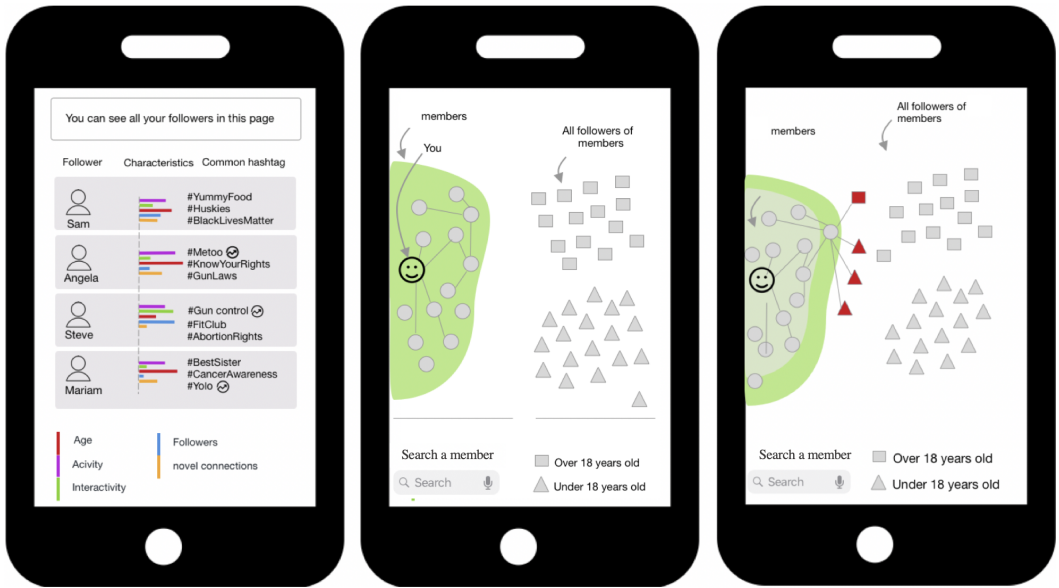 You can see all your followers in this page
Follower Characteristics Common hashtag
#YummyFood
#Huskies
#BlackLivesMatter
Sam
#Metoo
#KnowYourRights
#GunLaws
Angela
#Gun control
#FitClub
#AbortionRights
Steve
#BestSister
#CancerAwareness
#Yolo
Mariam
Age
Acivity
Interactivity
Followers
novel connections
members
You
All followers of
members
Search a member
Search
Over 18 years old
Under 18 years old
members
All followers of
members
Search a member
Search
Over 18 years old
Under 18 years old